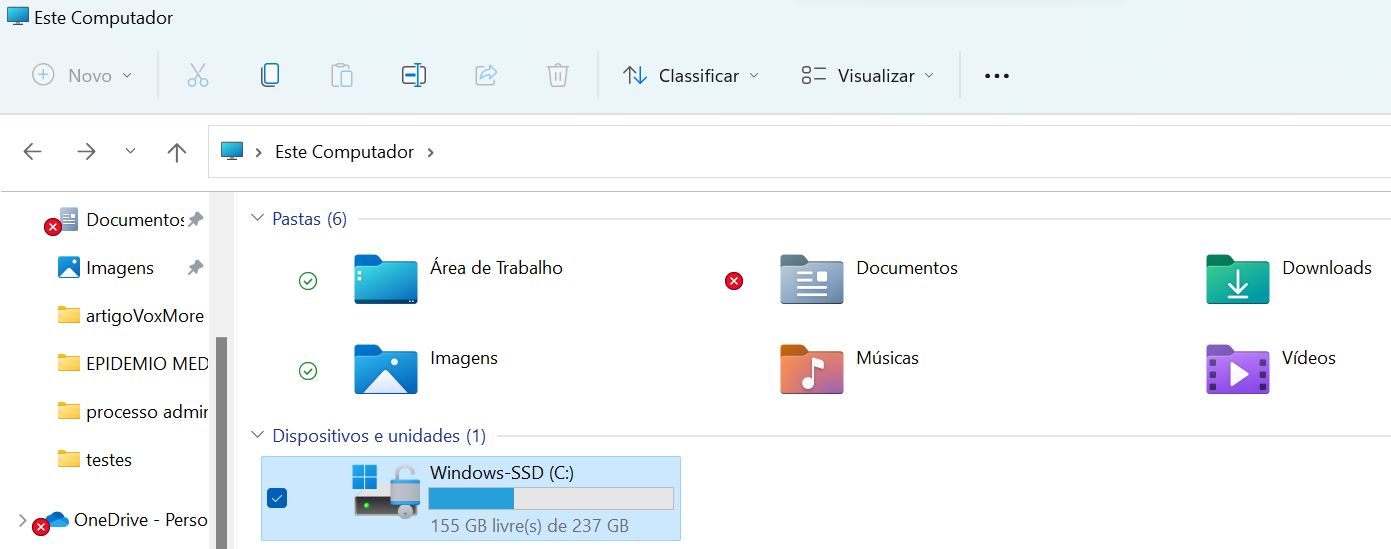 Este Computador
Novo
Classificar
Visualizar
Este Computador
Documentos
Imagens
artigoVoxMore
EPIDEMIO MED
processo admir
testes
OneDrive - Perso
Pastas (6)
Área de Trabalho
Documentos
Downloads
Imagens
Músicas
Vídeos
Dispositivos e unidades (1)
Windows-SSD (C:)
155 GB livre(s) de 237 GB